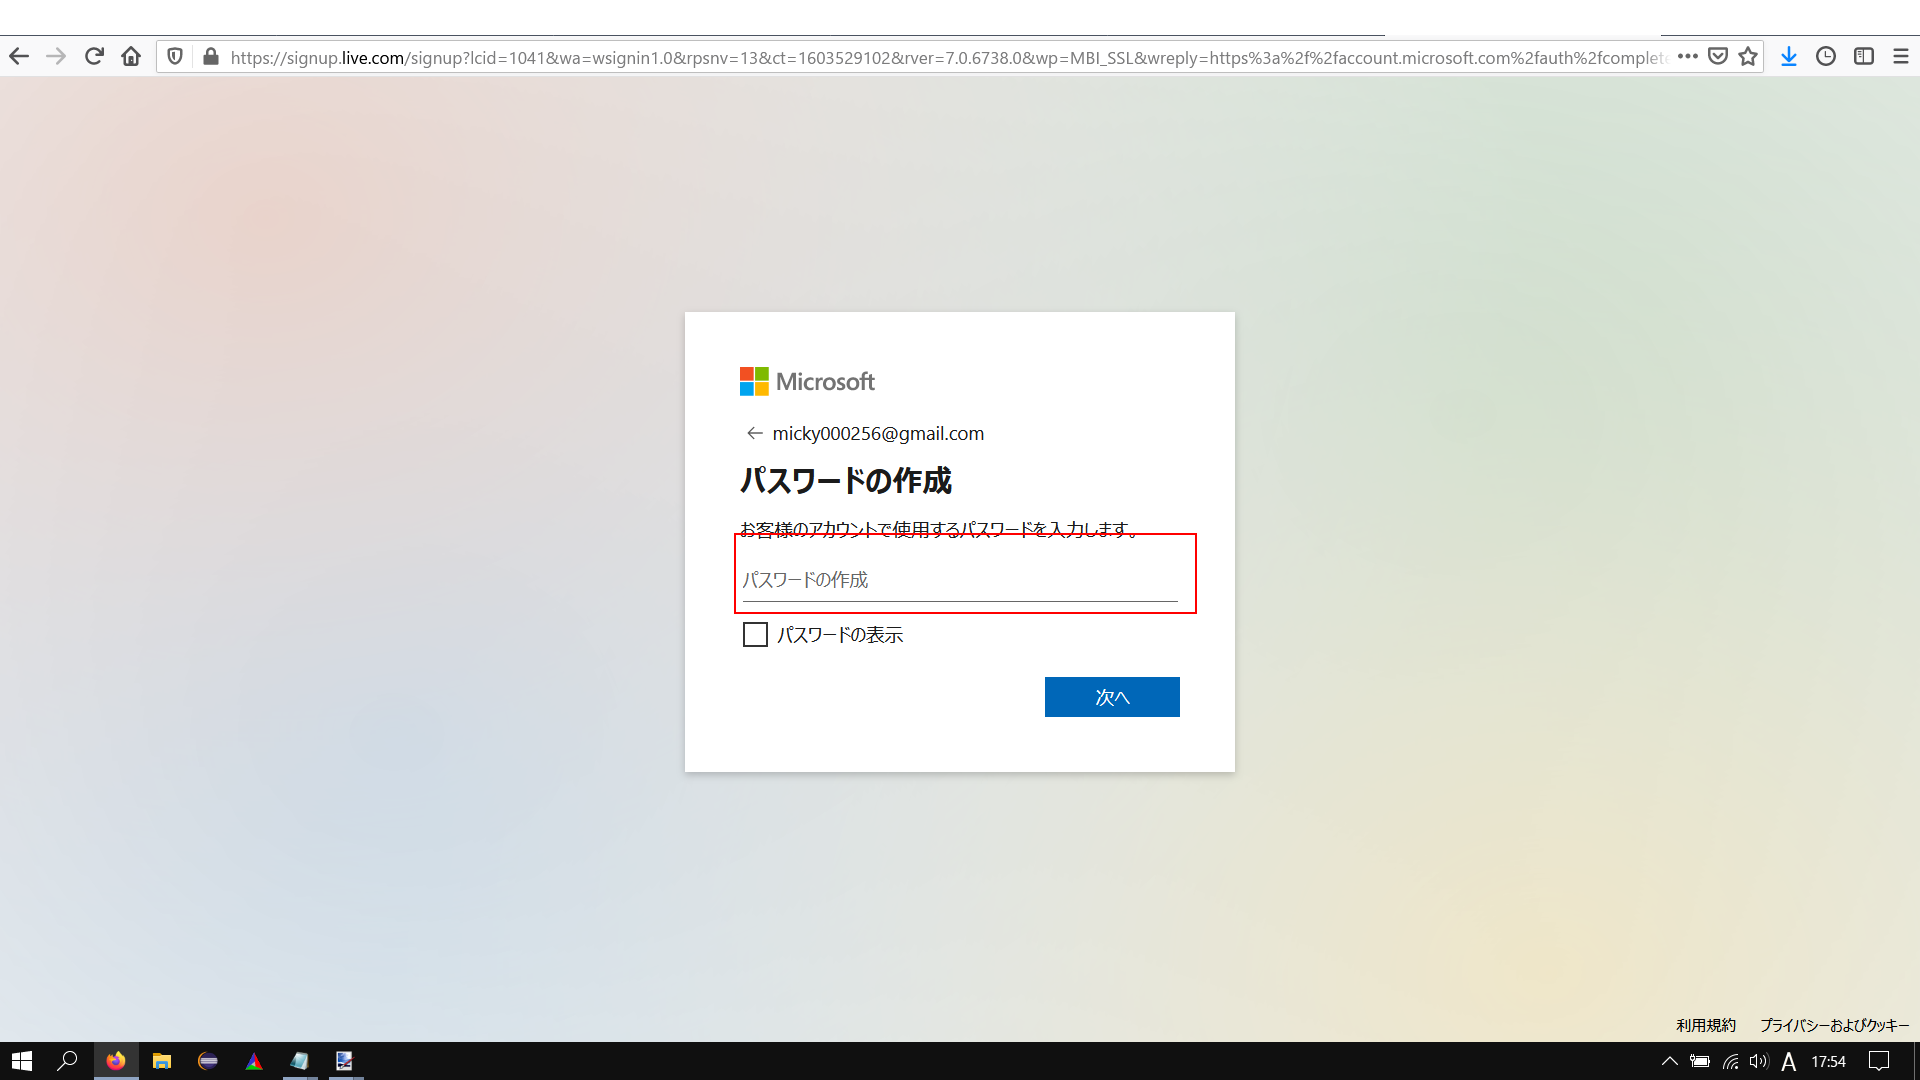 https://signup.live.com/signup?lcid=1041&wa=wsignin1.0&rpsnv=13&ct=1603529102&rver=7.0.6738.0&wp=MBI_SSL&wreply=https%3a%2f%2faccount.microsoft.com%2fauth%2fcomplete
Microsoft
micky000256@gmail.com
パスワードの作成
お客様のアカウントで使用するパスワードを入力します。
パスワードの作成
パスワードの表示
次へ
利用規約 プライバシーおよびクッキー
A 17:54